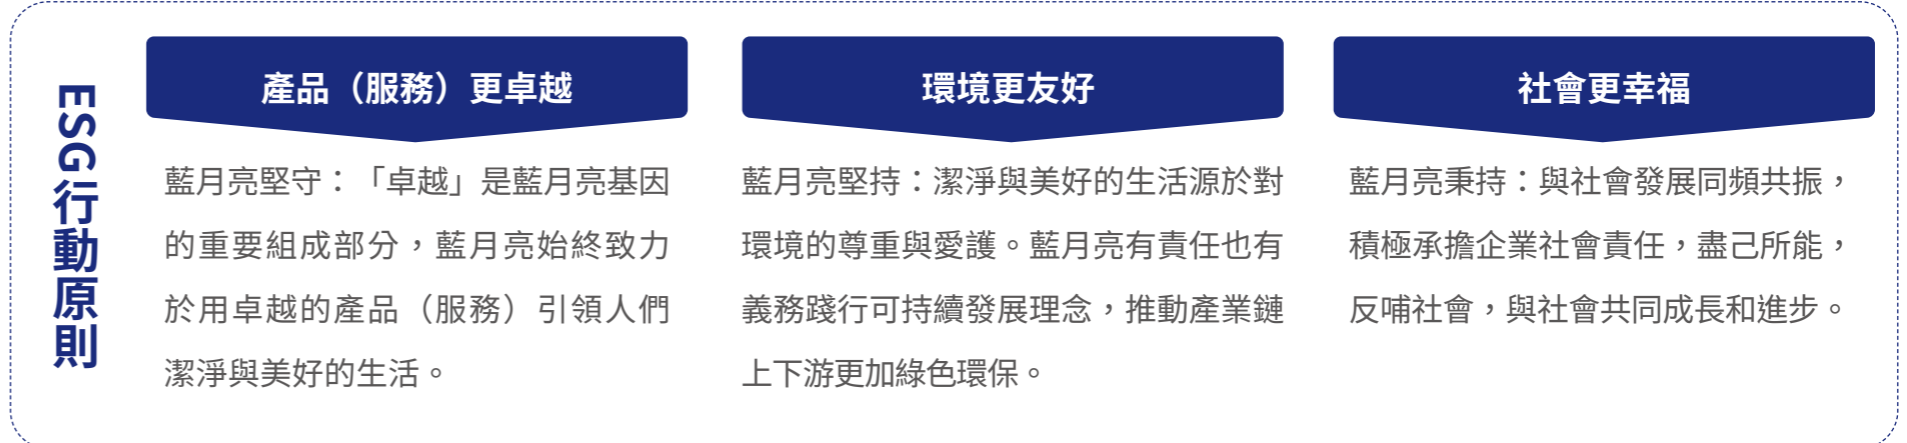 ESG行動原則
產品（服務）更卓越
藍月亮堅守：「卓越」是藍月亮基因
的重要組成部分，藍月亮始終致力
於用卓越的產品（服務）引領人們
潔淨與美好的生活。
環境更友好
藍月亮堅持：潔淨與美好的生活源於對
環境的尊重與愛護。藍月亮有責任也有
義務踐行可持續發展理念，推動產業鏈
上下游更加綠色環保。
社會更幸福
藍月亮秉持：與社會發展同頻共振，
積極承擔企業社會責任，盡己所能，
反哺社會，與社會共同成長和進步。